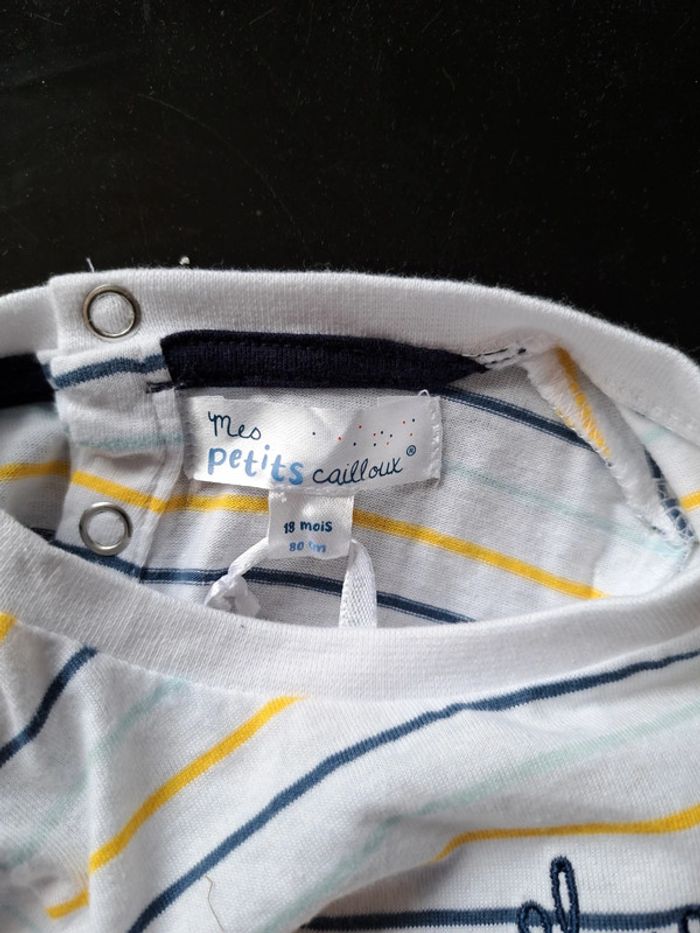 mes
petits cailloux®
18 mois
80 cm